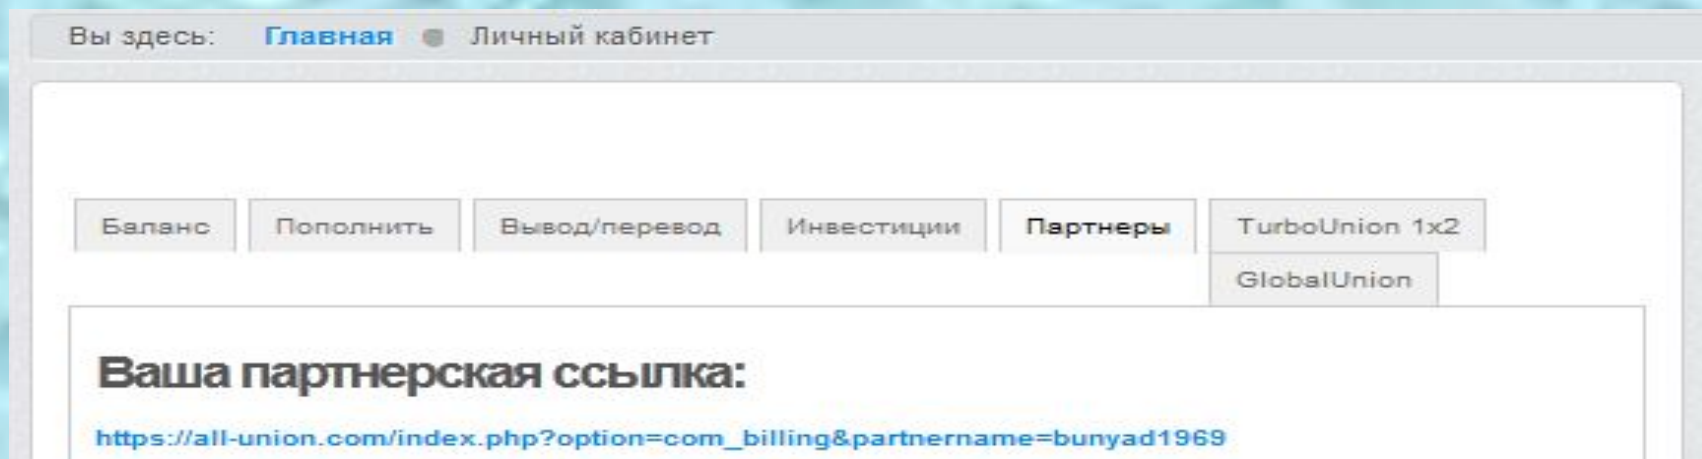 Вы здесь: Главная Личный кабинет
Баланс Пополнить Вывод/перевод Инвестиции Партнеры TurboUnion 1x2
GlobalUnion
Ваша партнерская ссылка:
https://all-union.com/index.php?option=com_billing&partnername=bunyad1969